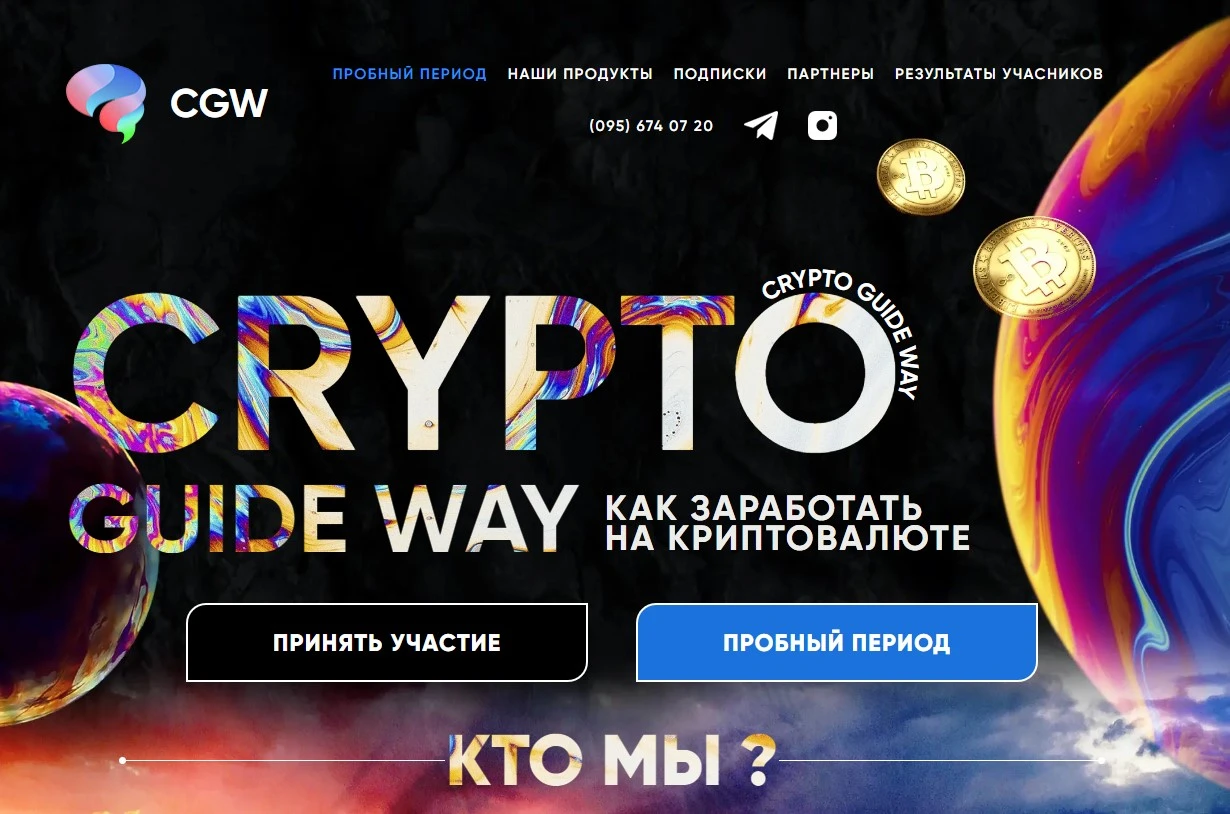 CGW
ПРОБНЫЙ ПЕРИОД НАШИ ПРОДУКТЫ ПОДПИСКИ ПАРТНЕРЫ РЕЗУЛЬТАТЫ УЧАСНИКОВ
(095) 674 07 20
CRYPTO
CRYPTO GUIDE WAY
GUIDE WAY
КАК ЗАРАБОТАТЬ
НА КРИПТОВАЛЮТЕ
ПРИНЯТЬ УЧАСТИЕ
ПРОБНЫЙ ПЕРИОД
КТО МЫ ?